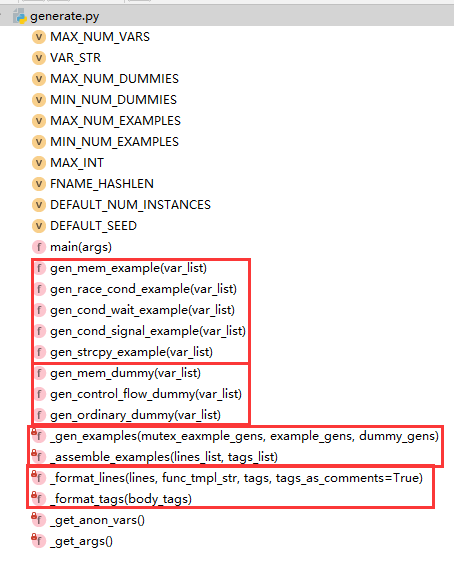 generate.py
v MAX_NUM_VARS
v VAR_STR
v MAX_NUM_DUMMIES
v MIN_NUM_DUMMIES
v MAX_NUM_EXAMPLES
v MIN_NUM_EXAMPLES
v MAX_INT
v FNAME_HASHLEN
v DEFAULT_NUM_INSTANCES
v DEFAULT_SEED
f main(args)
f gen_mem_example(var_list)
f gen_race_cond_example(var_list)
f gen_cond_wait_example(var_list)
f gen_cond_signal_example(var_list)
f gen_strcpy_example(var_list)
f gen_mem_dummy(var_list)
f gen_control_flow_dummy(var_list)
f gen_ordinary_dummy(var_list)
f _gen_examples(mutex_eaxmple_gens, example_gens, dummy_gens)
f _assemble_examples(lines_list, tags_list)
f _format_lines(lines, func_tmpl_str, tags, tags_as_comments=True)
f _format_tags(body_tags)
f _get_anon_vars()
f _get_args()